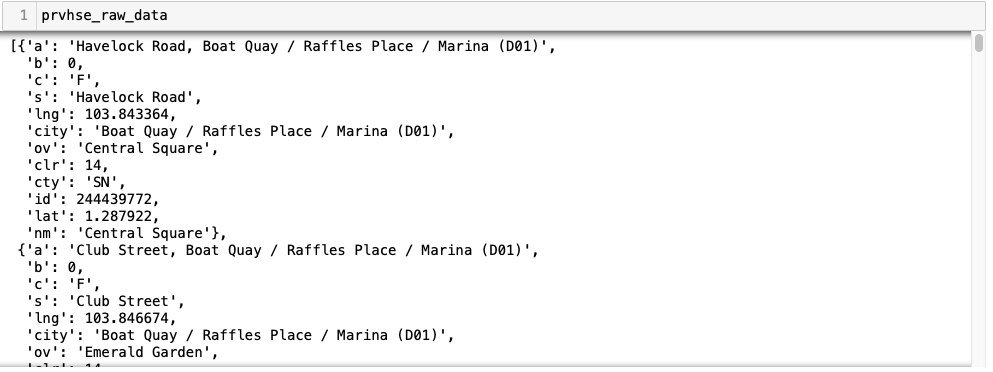 1 prvhse_raw_data
[{'a': 'Havelock Road, Boat Quay / Raffles Place / Marina (D01)',
'b': 0,
'c': 'F',
's': 'Havelock Road',
'lng': 103.843364,
'city': 'Boat Quay / Raffles Place / Marina (D01)',
'ov': 'Central Square',
'clr': 14,
'cty': 'SN',
'id': 244439772,
'lat': 1.287922,
'nm': 'Central Square'},
{'a': 'Club Street, Boat Quay / Raffles Place / Marina (D01)',
'b': 0,
'c': 'F',
's': 'Club Street',
'lng': 103.846674,
'city': 'Boat Quay / Raffles Place / Marina (D01)',
'ov': 'Emerald Garden',